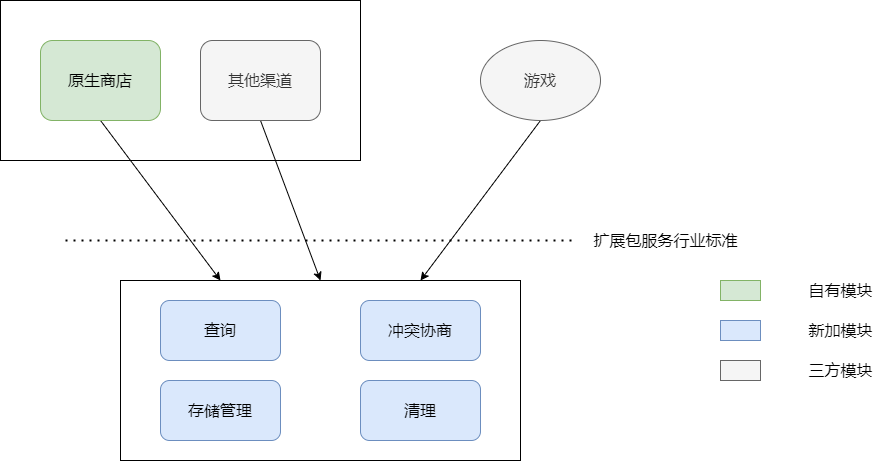 原生商店
其他渠道
游戏
扩展包服务行业标准
自有模块
查询
冲突协商
新加模块
三方模块
存储管理
清理